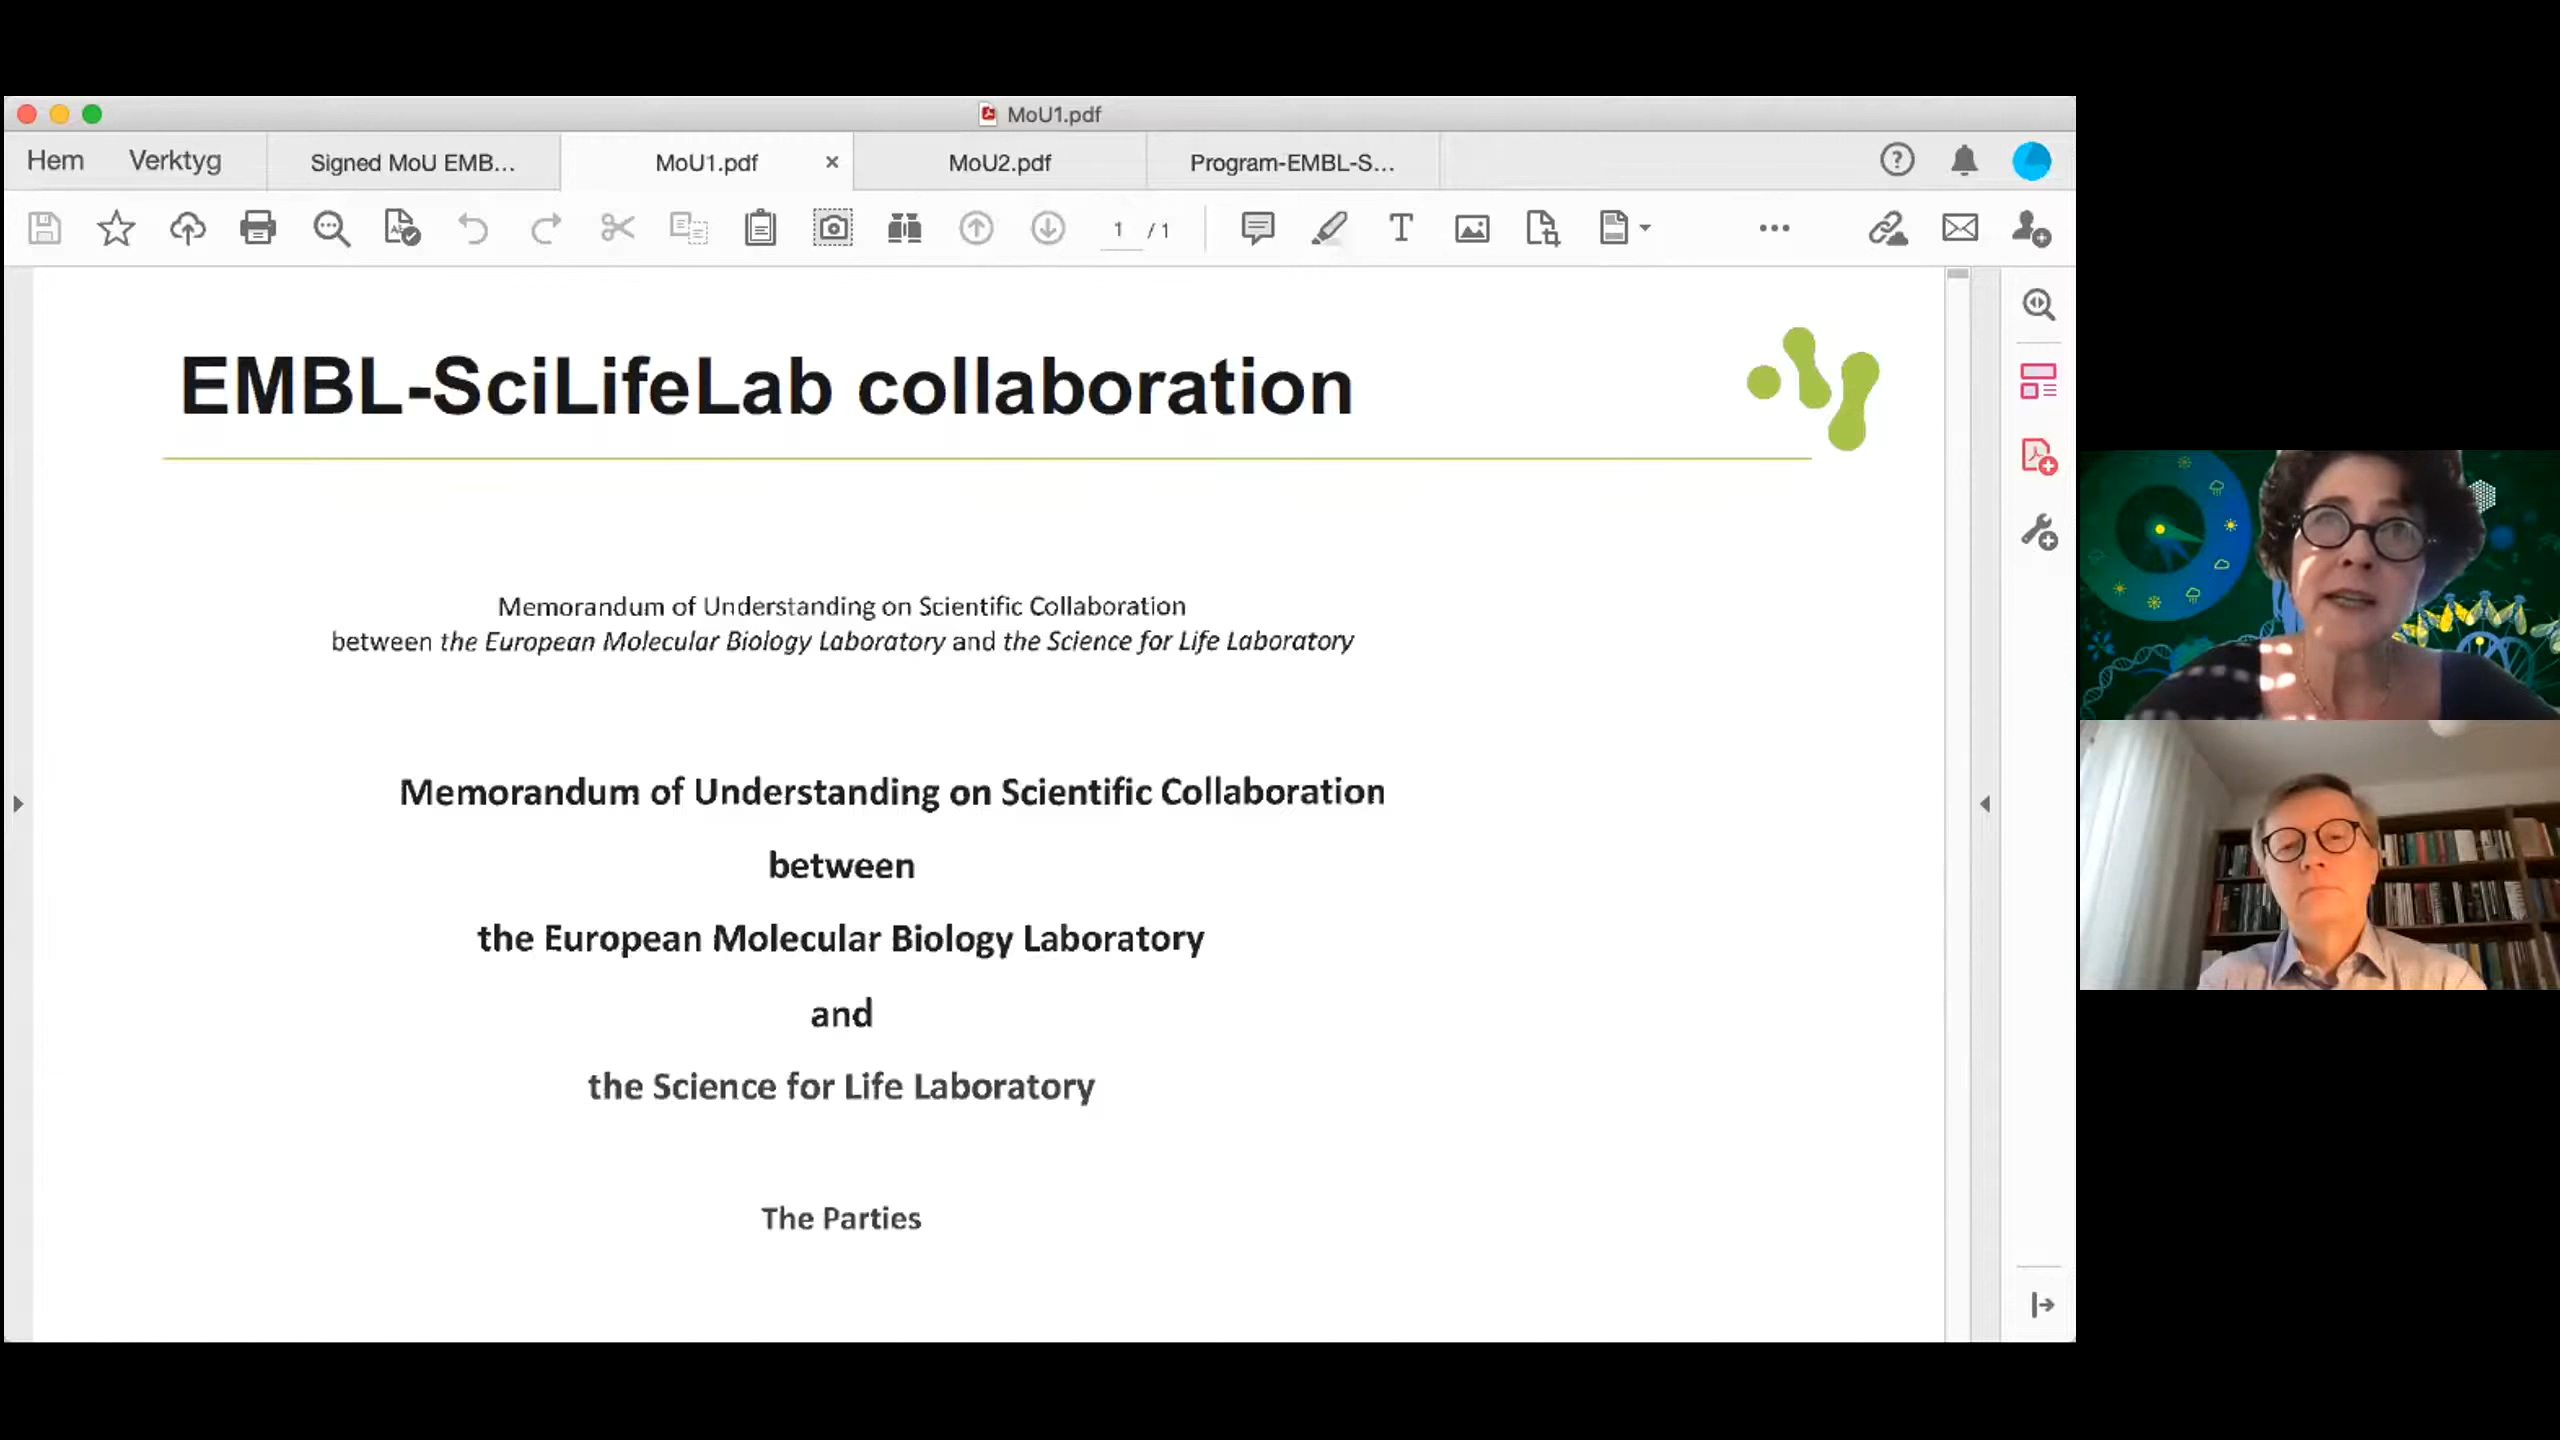 MoU1.pdf
Hem Verktyg Signed MoU EMB... MoU1.pdf MoU2.pdf Program-EMBL-S...
1 / 1
EMBL-SciLifeLab collaboration
Memorandum of Understanding on Scientific Collaboration
between the European Molecular Biology Laboratory and the Science for Life Laboratory
Memorandum of Understanding on Scientific Collaboration
between
the European Molecular Biology Laboratory
and
the Science for Life Laboratory
The Parties